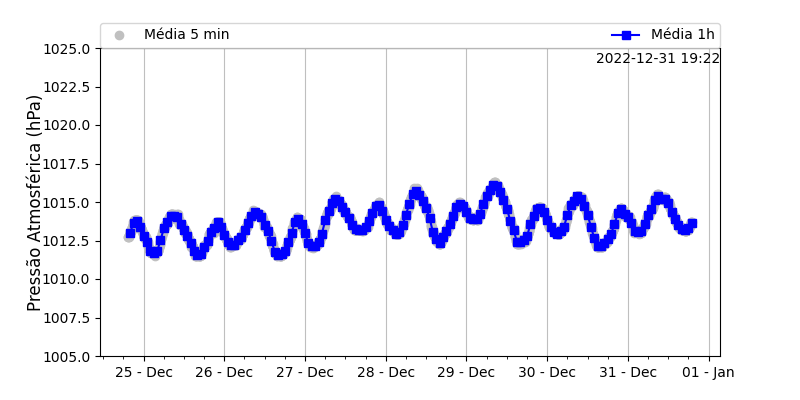 Média 5 min
Média 1h
2022-12-31 19:22
Pressão Atmosférica (hPa)
1025.0
1022.5
1020.0
1017.5
1015.0
1012.5
1010.0
1007.5
1005.0
25 - Dec
26 - Dec
27 - Dec
28 - Dec
29 - Dec
30 - Dec
31 - Dec
01 - Jan